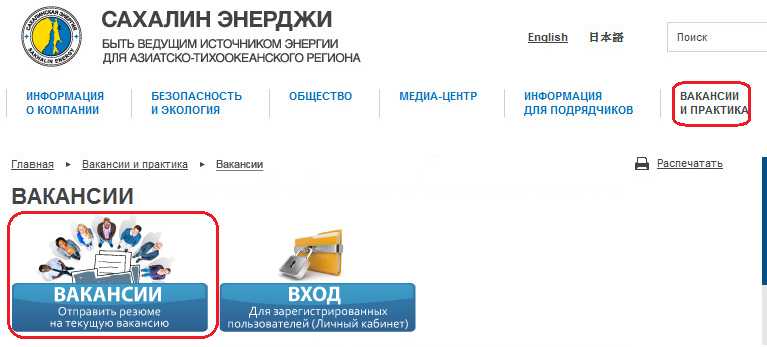 САХАЛИНСКАЯ ЭНЕРГИЯ
SAKHALIN ENERGY
САХАЛИН ЭНЕРДЖИ
БЫТЬ ВЕДУЩИМ ИСТОЧНИКОМ ЭНЕРГИИ
ДЛЯ АЗИАТСКО-ТИХООКЕАНСКОГО РЕГИОНА
English 日本語 Поиск
ИНФОРМАЦИЯ
О КОМПАНИИ
БЕЗОПАСНОСТЬ
И ЭКОЛОГИЯ
ОБЩЕСТВО
МЕДИА-ЦЕНТР
ИНФОРМАЦИЯ
ДЛЯ ПОДРЯДЧИКОВ
ВАКАНСИИ
И ПРАКТИКА
Главная ▸ Вакансии и практика ▸ Вакансии
Распечатать
ВАКАНСИИ
ВАКАНСИИ
Отправить резюме
на текущую вакансию
ВХОД
Для зарегистрированных
пользователей (Личный кабинет)